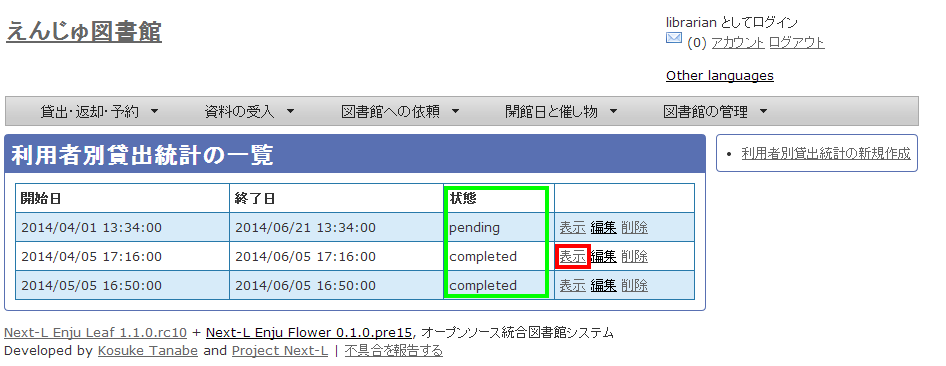 えんじゅ図書館
librarian としてログイン
(0) アカウント ログアウト
Other languages
貸出・返却・予約 資料の受入 図書館への依頼 開館日と催し物 図書館の管理
利用者別貸出統計の一覧
利用者別貸出統計の新規作成
開始日 終了日 状態
2014/04/01 13:34:00 2014/06/21 13:34:00 pending 表示 編集 削除
2014/04/05 17:16:00 2014/06/05 17:16:00 completed 表示 編集 削除
2014/05/05 16:50:00 2014/06/05 16:50:00 completed 表示 編集 削除
Next-L Enju Leaf 1.1.0.rc10 + Next-L Enju Flower 0.1.0.pre15, オープンソース統合図書館システム
Developed by Kosuke Tanabe and Project Next-L | 不具合を報告する